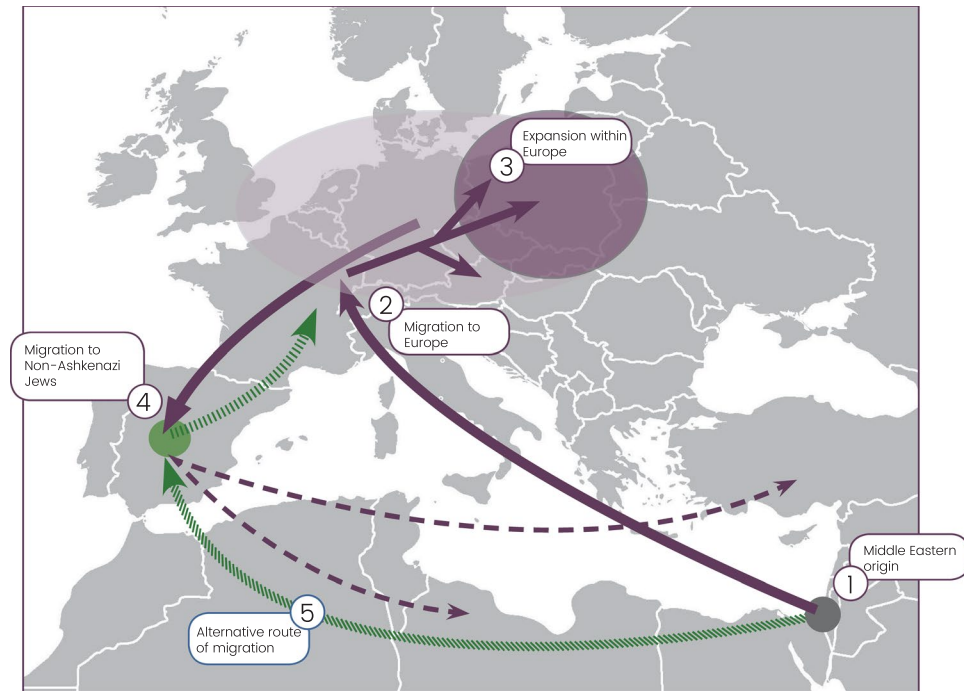 Expansion within
Europe
3
2
Migration to
Europe
Migration to
Non-Ashkenazi
Jews
4
Middle Eastern
origin
1
5
Alternative route
of migration